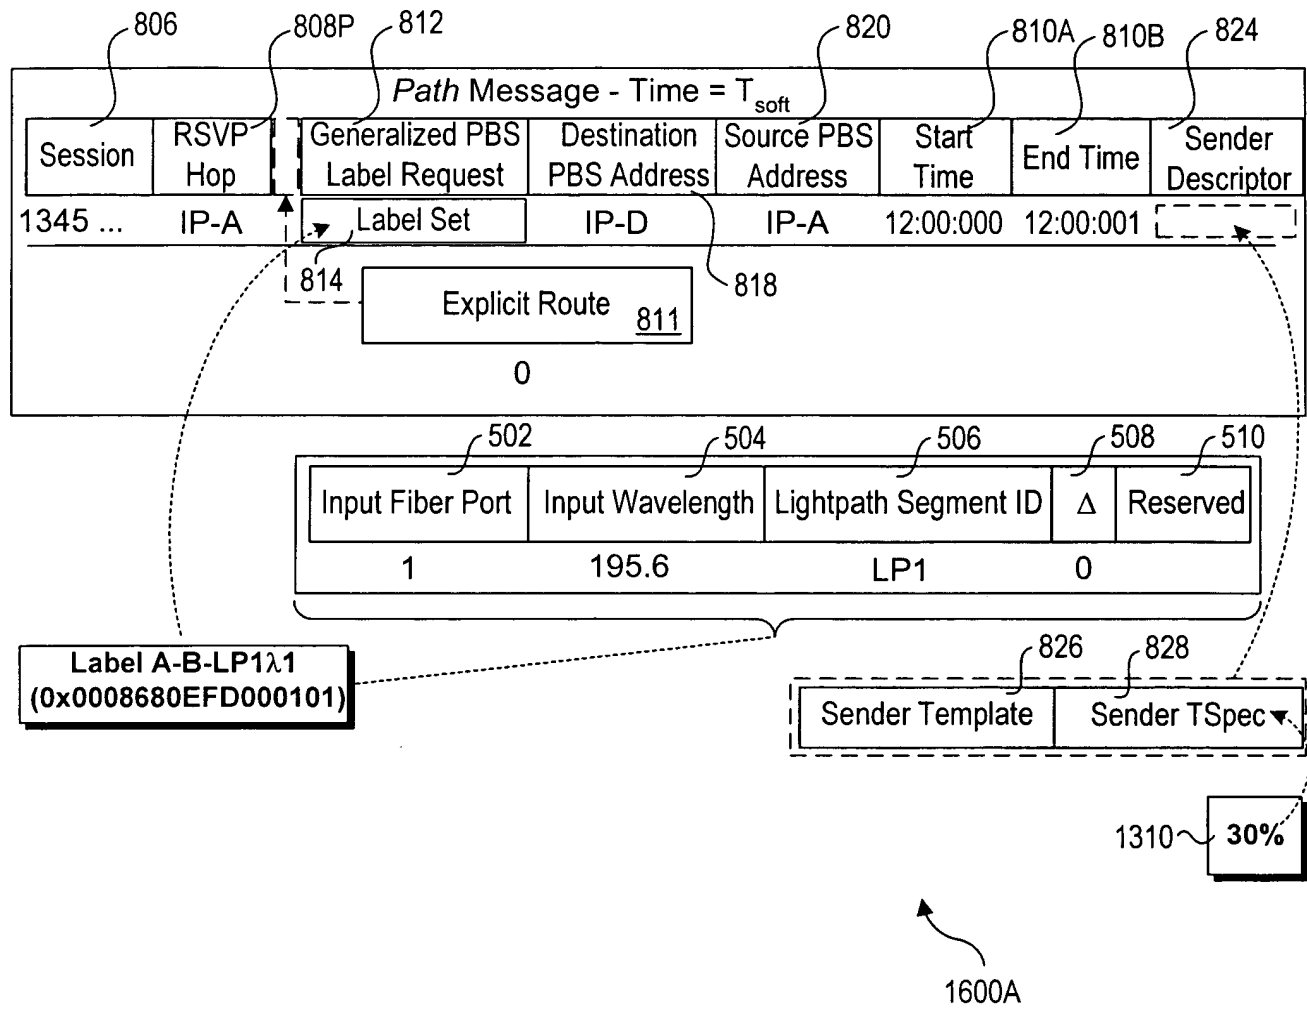 806
808P
812
820
810A
810B
824
Path Message - Time = Tsoft
Session
RSVP Hop
Generalized PBS Label Request
Destination PBS Address
Source PBS Address
Start Time
End Time
Sender Descriptor
1345 ...
IP-A
Label Set
IP-D
IP-A
12:00:000
12:00:001
814
818
Explicit Route
811
0
502
504
506
508
510
Input Fiber Port
Input Wavelength
Lightpath Segment ID
Δ
Reserved
1
195.6
LP1
0
Label A-B-LP1λ1
(0x0008680EFD000101)
826
828
Sender Template
Sender TSpec
1310
30%
1600A